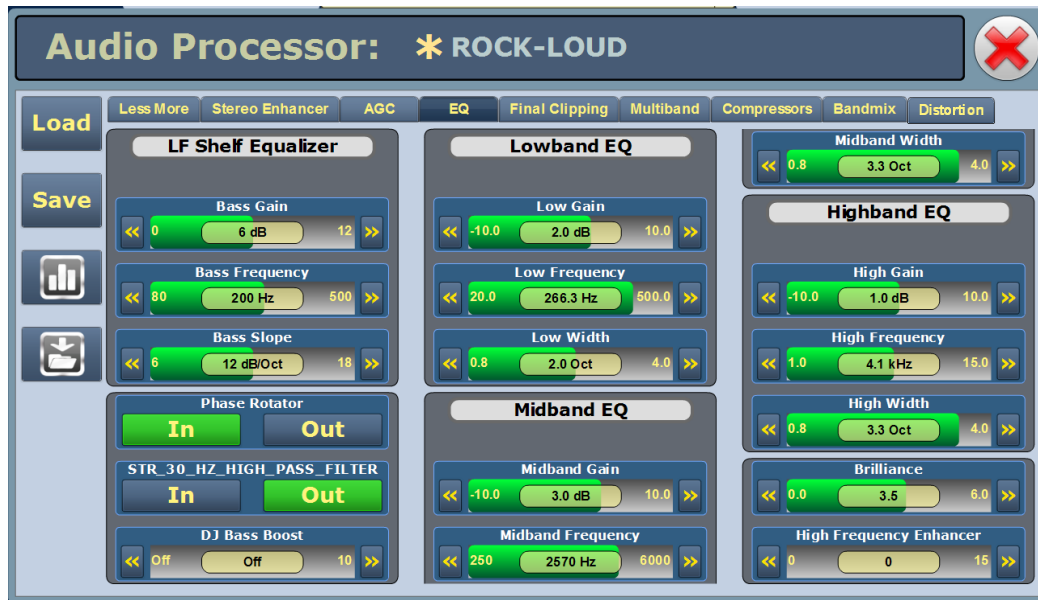 Audio Processor: * ROCK-LOUD
Load
Save
Less More Stereo Enhancer AGC EQ Final Clipping Multiband Compressors Bandmix Distortion
LF Shelf Equalizer
Bass Gain
« 0 6 dB 12 »
Bass Frequency
« 80 200 Hz 500 »
Bass Slope
« 6 12 dB/Oct 18 »
Phase Rotator
In Out
STR_30_HZ_HIGH_PASS_FILTER
In Out
DJ Bass Boost
« Off Off 10 »
Lowband EQ
Low Gain
« -10.0 2.0 dB 10.0 »
Low Frequency
« 20.0 266.3 Hz 500.0 »
Low Width
« 0.8 2.0 Oct 4.0 »
Midband EQ
Midband Gain
« -10.0 3.0 dB 10.0 »
Midband Frequency
« 250 2570 Hz 6000 »
Midband Width
« 0.8 3.3 Oct 4.0 »
Highband EQ
High Gain
« -10.0 1.0 dB 10.0 »
High Frequency
« 1.0 4.1 kHz 15.0 »
High Width
« 0.8 3.3 Oct 4.0 »
Brilliance
« 0.0 3.5 6.0 »
High Frequency Enhancer
« 0 0 15 »